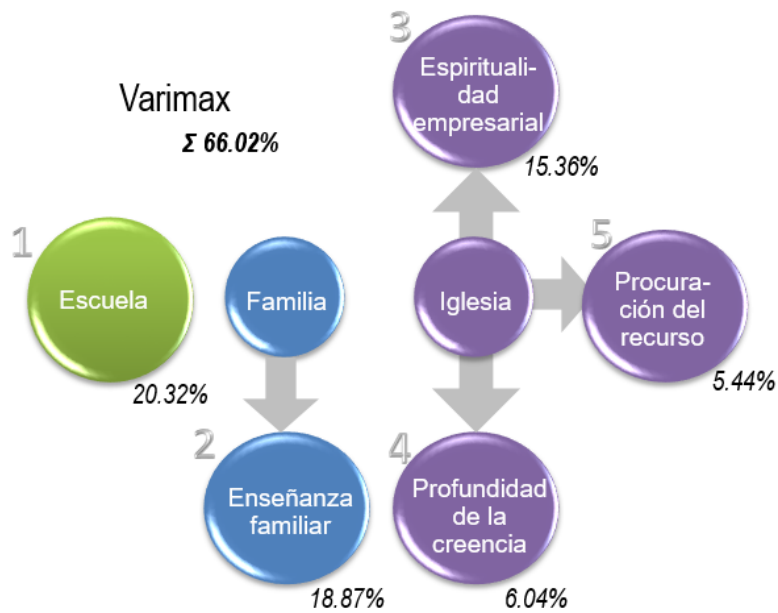 Varimax
Σ 66.02%
3
Espirituali-
dad
empresarial
15.36%
1
Escuela
20.32%
Familia
Iglesia
5
Procura-
ción del
recurso
5.44%
2
Enseñanza
familiar
18.87%
4
Profundidad
de la
creencia
6.04%